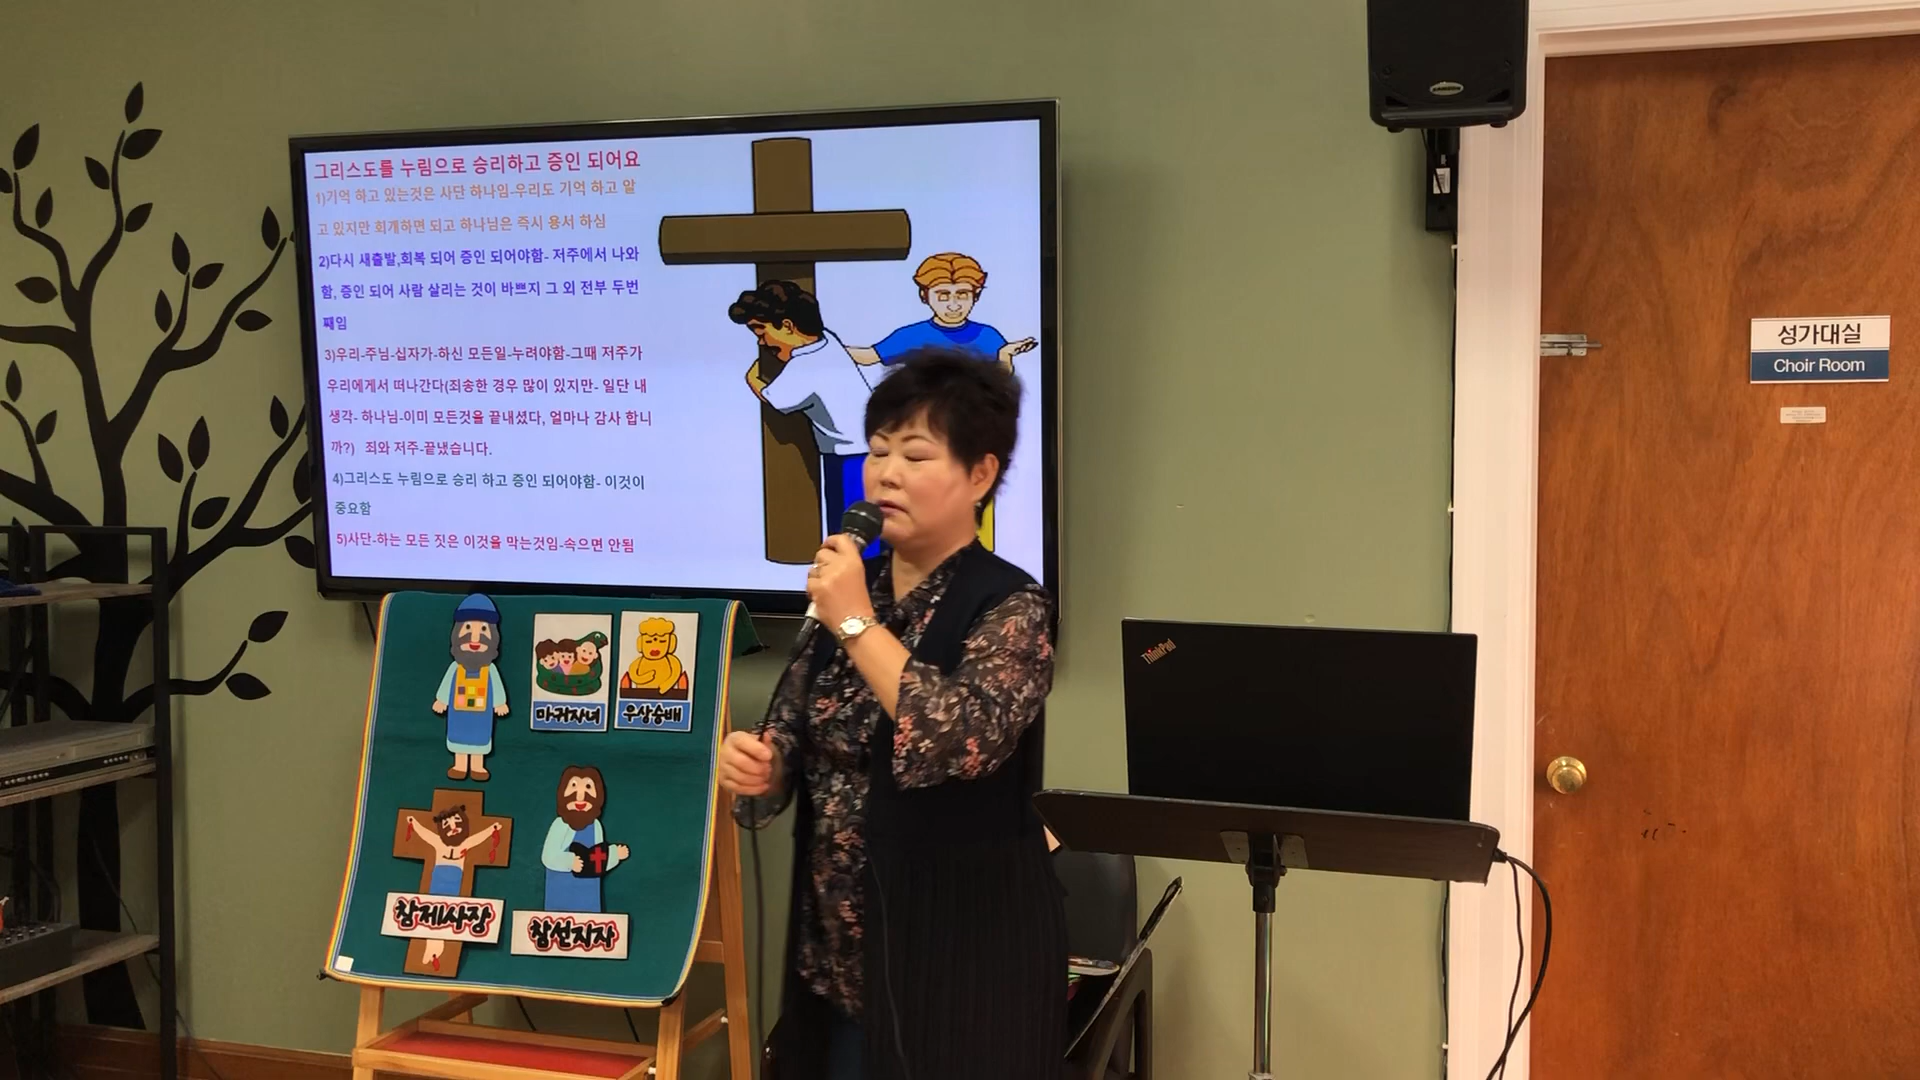 그리스도를 누림으로 승리하고 증인 되어요
1)기억 하고 있는것은 사단 하나임-우리도 기억 하고 알
고 있지만 회개하면 되고 하나님은 즉시 용서 하심
2)다시 새출발,회복 되어 증인 되어야함- 저주에서 나와
함, 증인 되어 사람 살리는 것이 바쁘지 그 외 전부 두번
째임
3)우리-주님-십자가-하신 모든일-누려야함-그때 저주가
우리에게서 떠나간다(죄송한 경우 많이 있지만- 일단 내
생각- 하나님-이미 모든것을 끝내셨다, 얼마나 감사 합니
까?) 죄와 저주-끝냈습니다.
4)그리스도 누림으로 승리 하고 증인 되어야함- 이것이
중요함
5)사단-하는 모든 짓은 이것을 막는것임-속으면 안됨
마귀자녀
우상숭배
참제사장
참선지자
ThinkPad
SAMSON
성가대실
Choir Room